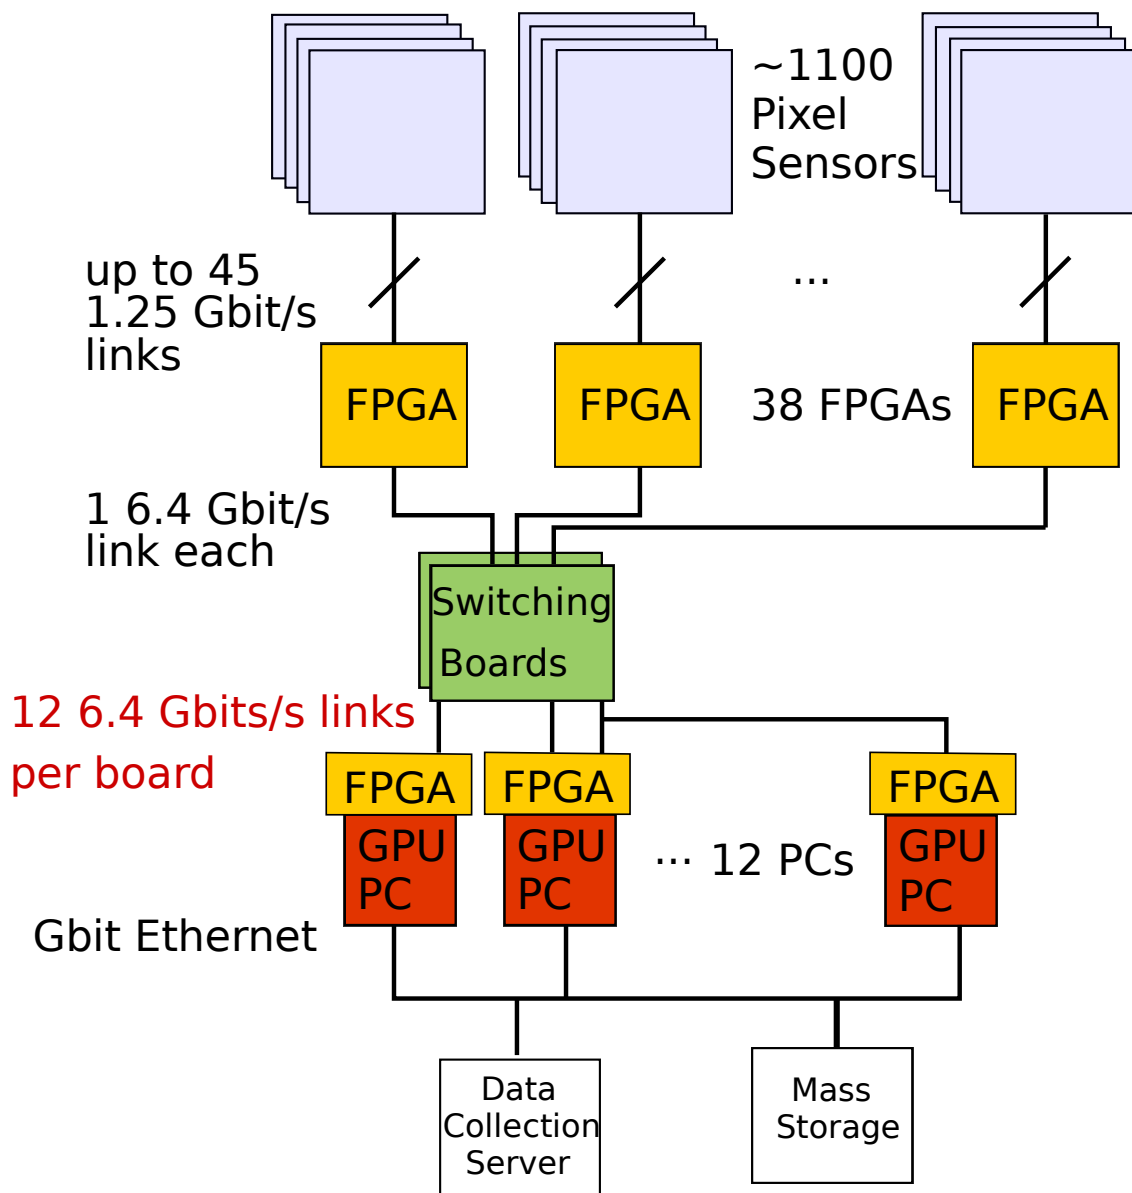 ~1100
Pixel
Sensors
up to 45
1.25 Gbit/s
links
...
FPGA
FPGA
38 FPGAs
FPGA
1 6.4 Gbit/s
link each
Switching
Boards
12 6.4 Gbits/s links
per board
FPGA
FPGA
FPGA
GPU
PC
GPU
PC
... 12 PCs
GPU
PC
Gbit Ethernet
Data
Collection
Server
Mass
Storage